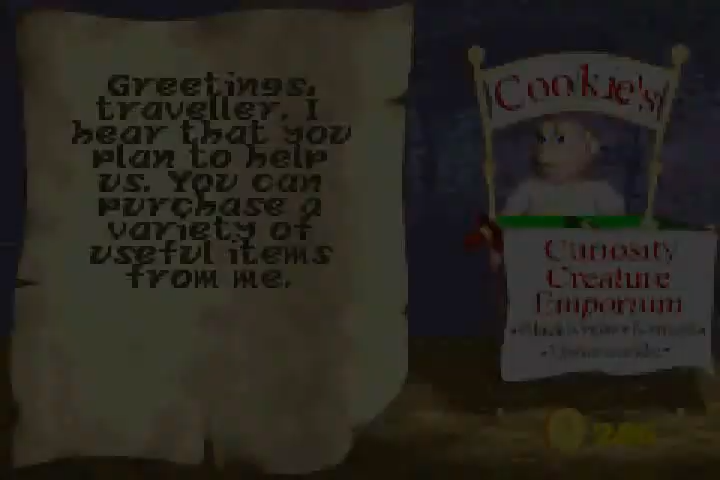 Greetings,
traveller. I
hear that you
plan to help
us. You can
purchase a
variety of
useful items
from me.
Cookie's
Curiosity
Creature
Emporium